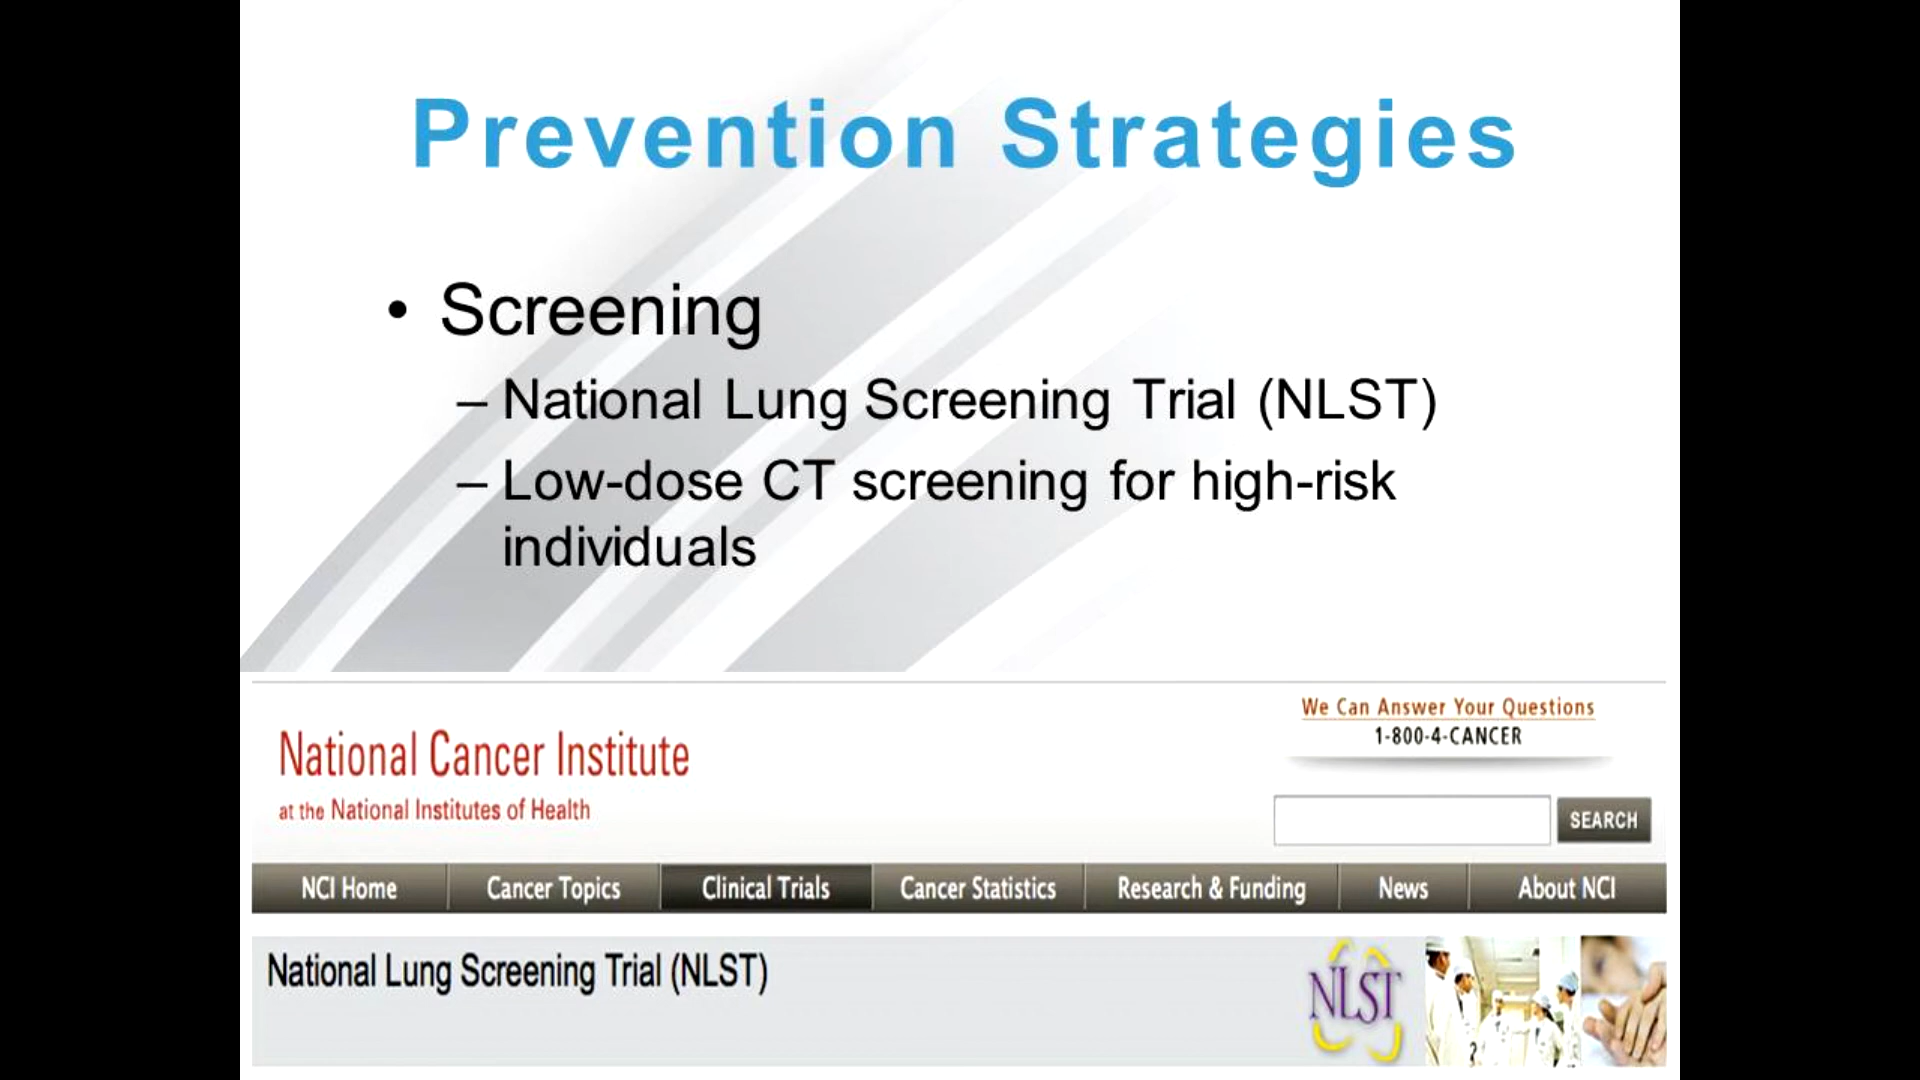 Prevention Strategies
• Screening
– National Lung Screening Trial (NLST)
– Low-dose CT screening for high-risk
individuals
We Can Answer Your Questions
1-800-4-CANCER
National Cancer Institute
at the National Institutes of Health
SEARCH
NCI Home Cancer Topics Clinical Trials Cancer Statistics Research & Funding News About NCI
National Lung Screening Trial (NLST)
NLST